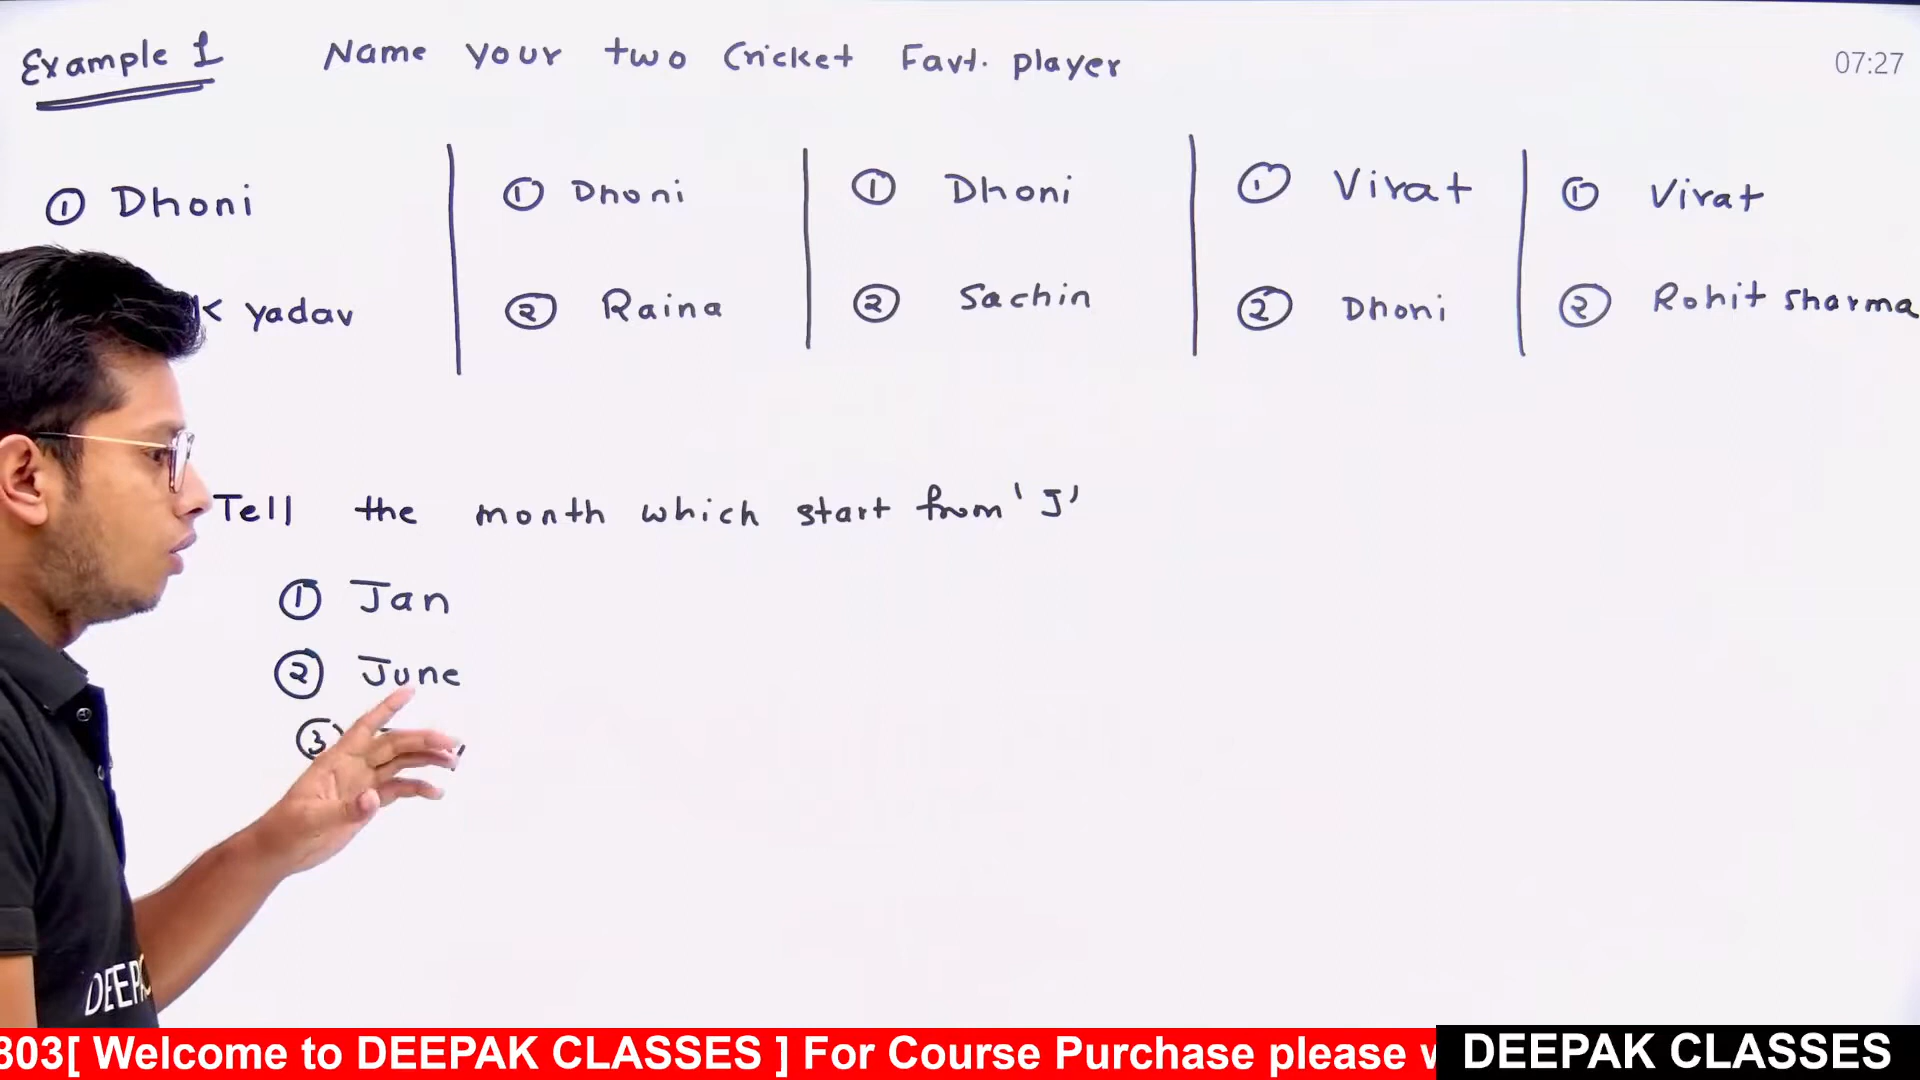 Example 1 Name your two Cricket Favt. player
07:27
① Dhoni
yadav
① Dhoni
② Raina
① Dhoni
② Sachin
① Virat
② Dhoni
① Virat
② Rohit sharma
Tell the month which start from 'J'
① Jan
② June
③
803[ Welcome to DEEPAK CLASSES ] For Course Purchase please
DEEPAK CLASSES